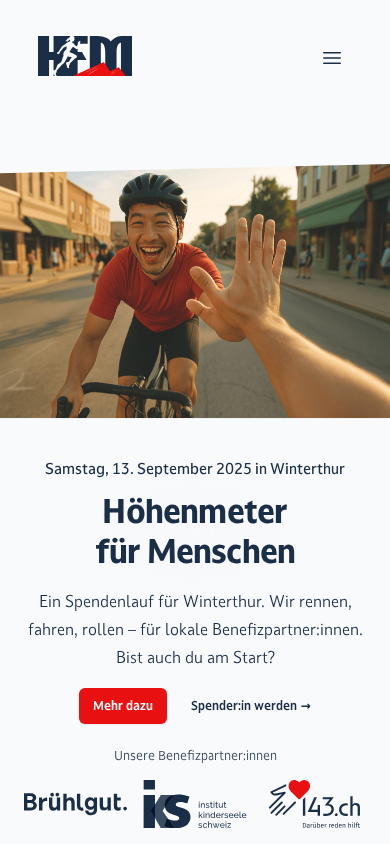 HFM
Samstag, 13. September 2025 in Winterthur
Höhenmeter
für Menschen
Ein Spendenlauf für Winterthur. Wir rennen,
fahren, rollen – für lokale Benefizpartner:innen.
Bist auch du am Start?
Mehr dazu
Spender:in werden →
Unsere Benefizpartner:innen
Brühlgut.
iks
institut
kinderseele
schweiz
143.ch
Darüber reden hilft